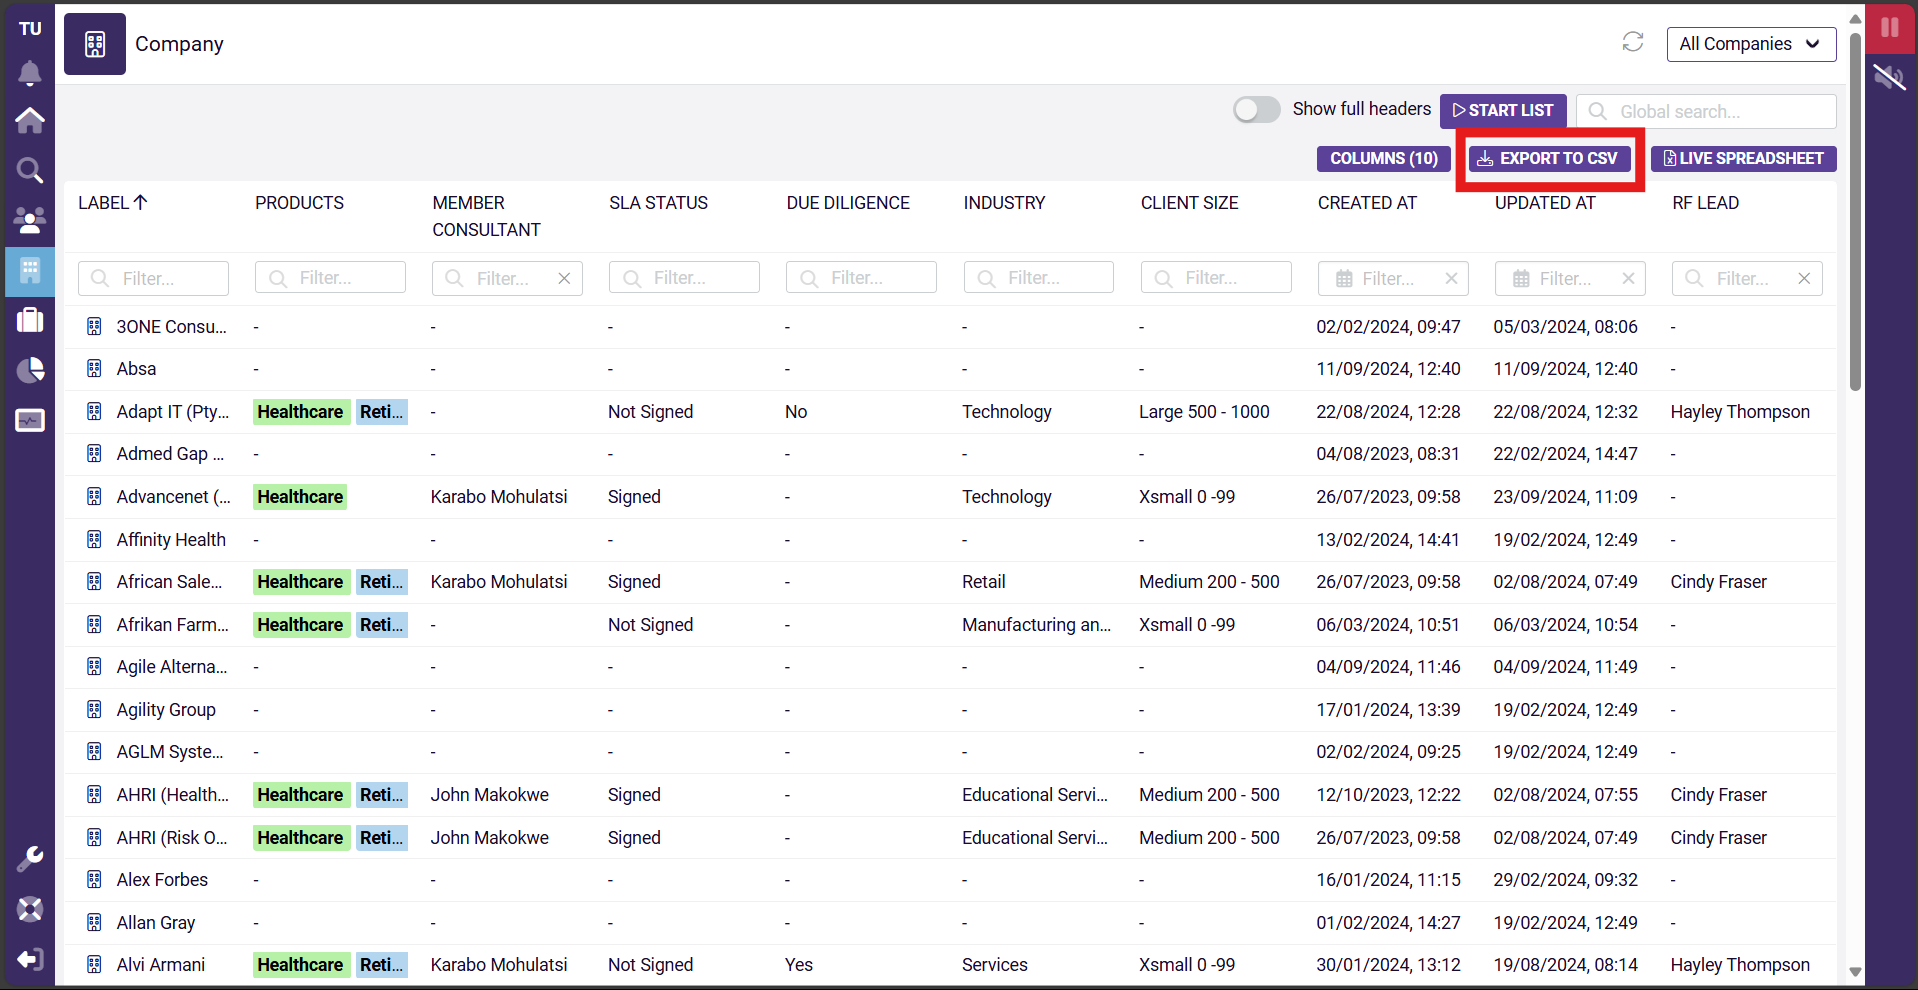 TU
Company
All Companies
Show full headers
START LIST
Global search...
COLUMNS (10)
EXPORT TO CSV
LIVE SPREADSHEET
LABEL PRODUCTS MEMBER CONSULTANT SLA STATUS DUE DILIGENCE INDUSTRY CLIENT SIZE CREATED AT UPDATED AT RF LEAD
Filter... Filter... Filter... Filter... Filter... Filter... Filter... Filter... Filter... Filter...
3ONE Consu... - - - - - - 02/02/2024, 09:47 05/03/2024, 08:06 -
Absa - - - - - - 11/09/2024, 12:40 11/09/2024, 12:40 -
Adapt IT (Pty... Healthcare Reti... - Not Signed No Technology Large 500 - 1000 22/08/2024, 12:28 22/08/2024, 12:32 Hayley Thompson
Admed Gap ... - - - - - - 04/08/2023, 08:31 22/02/2024, 14:47 -
Advancenet (... Healthcare Karabo Mohulatsi Signed - Technology Xsmall 0 -99 26/07/2023, 09:58 23/09/2024, 11:09 -
Affinity Health - - - - - - 13/02/2024, 14:41 19/02/2024, 12:49 -
African Sale... Healthcare Reti... Karabo Mohulatsi Signed - Retail Medium 200 - 500 26/07/2023, 09:58 02/08/2024, 07:49 Cindy Fraser
Afrikan Farm... Healthcare Reti... - Not Signed - Manufacturing an... Xsmall 0 -99 06/03/2024, 10:51 06/03/2024, 10:54 -
Agile Alterna... - - - - - - 04/09/2024, 11:46 04/09/2024, 11:49 -
Agility Group - - - - - - 17/01/2024, 13:39 19/02/2024, 12:49 -
AGLM Syste... - - - - - - 02/02/2024, 09:25 19/02/2024, 12:49 -
AHRI (Health... Healthcare Reti... John Makokwe Signed - Educational Servi... Medium 200 - 500 12/10/2023, 12:22 02/08/2024, 07:55 Cindy Fraser
AHRI (Risk O... Healthcare Reti... John Makokwe Signed - Educational Servi... Medium 200 - 500 26/07/2023, 09:58 02/08/2024, 07:49 Cindy Fraser
Alex Forbes - - - - - - 16/01/2024, 11:15 29/02/2024, 09:32 -
Allan Gray - - - - - - 01/02/2024, 14:27 19/02/2024, 12:49 -
Alvi Armani Healthcare Reti... Karabo Mohulatsi Not Signed Yes Services Xsmall 0 -99 30/01/2024, 13:12 19/08/2024, 08:14 Hayley Thompson